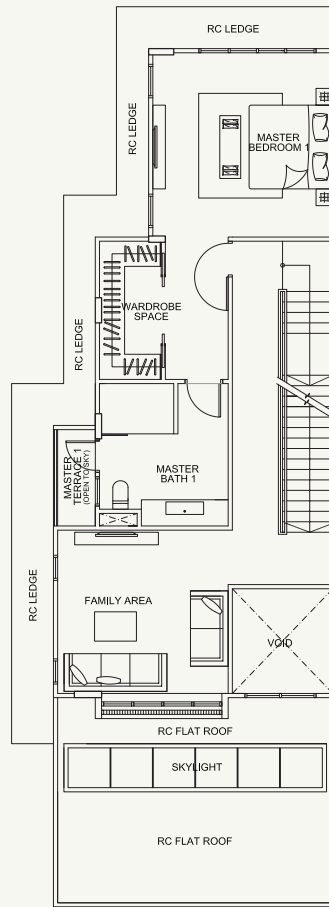 RC LEDGE
RC LEDGE
MASTER
BEDROOM 1
WARDROBE
SPACE
RC LEDGE
MASTER
TERRACE 1
(OPEN TO SKY)
MASTER
BATH 1
RC LEDGE
FAMILY AREA
VOID
RC FLAT ROOF
SKYLIGHT
RC FLAT ROOF